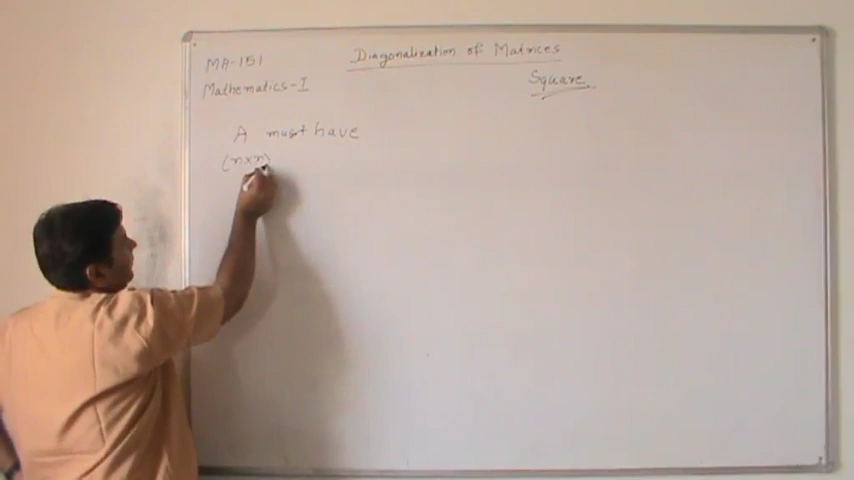 MA-151
Diagonalization of Matrices
Mathematics-I
Square
A must have
(n×n)